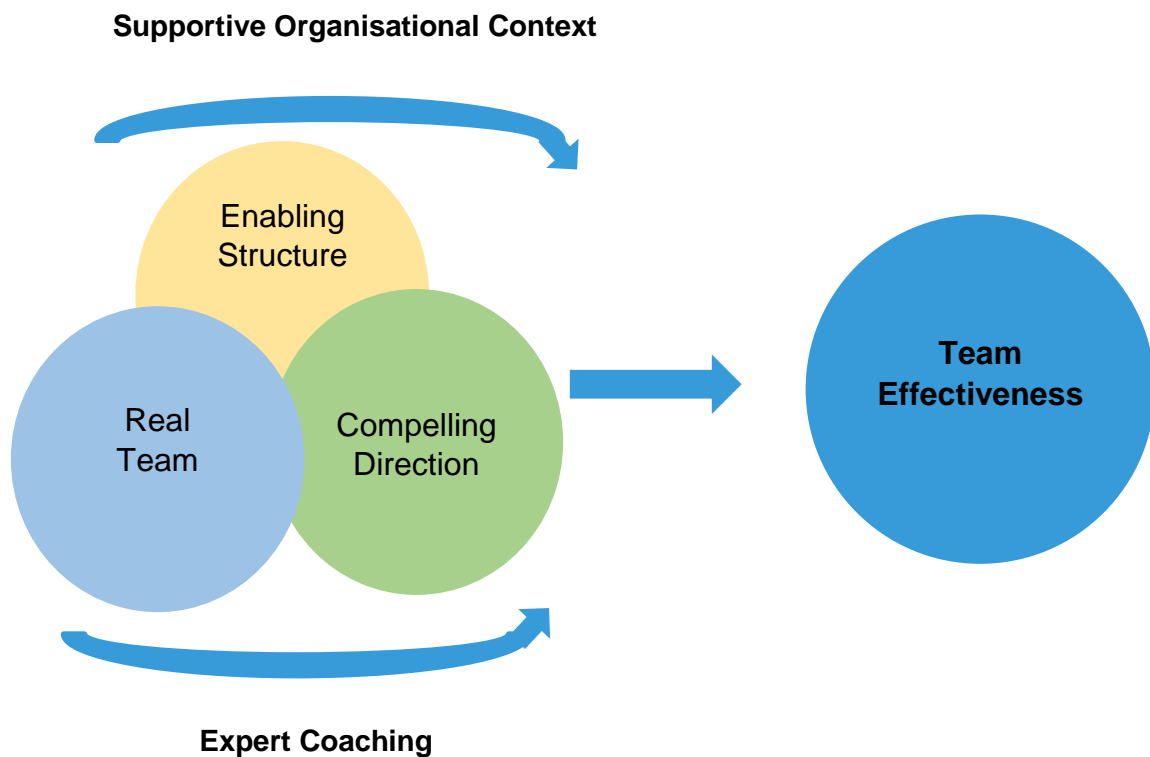 Supportive Organisational Context
Enabling
Structure
Real
Team
Compelling
Direction
Team
Effectiveness
Expert Coaching